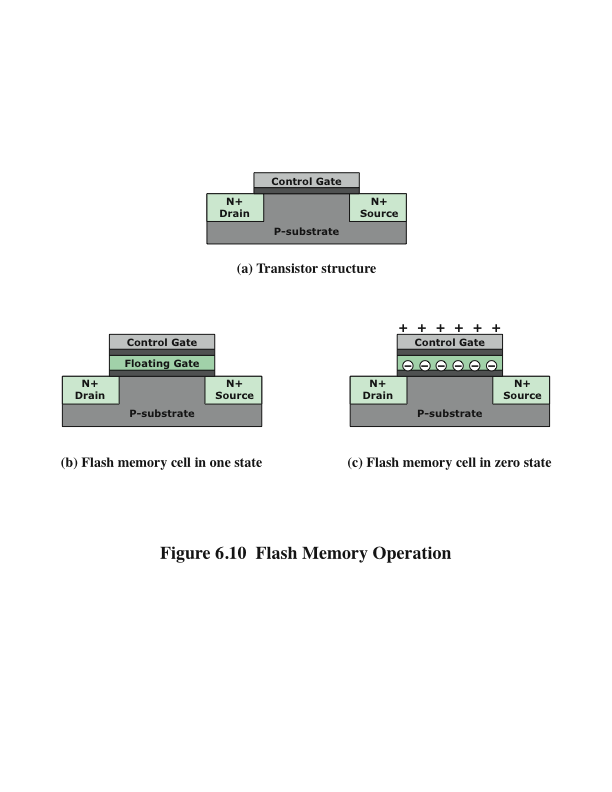 Control Gate
N+
Drain
N+
Source
P-substrate
(a) Transistor structure
+ + + + + +
Control Gate
Floating Gate
N+
Drain
N+
Source
P-substrate
Control Gate
− − − − − −
N+
Drain
N+
Source
P-substrate
(b) Flash memory cell in one state
(c) Flash memory cell in zero state
Figure 6.10 Flash Memory Operation